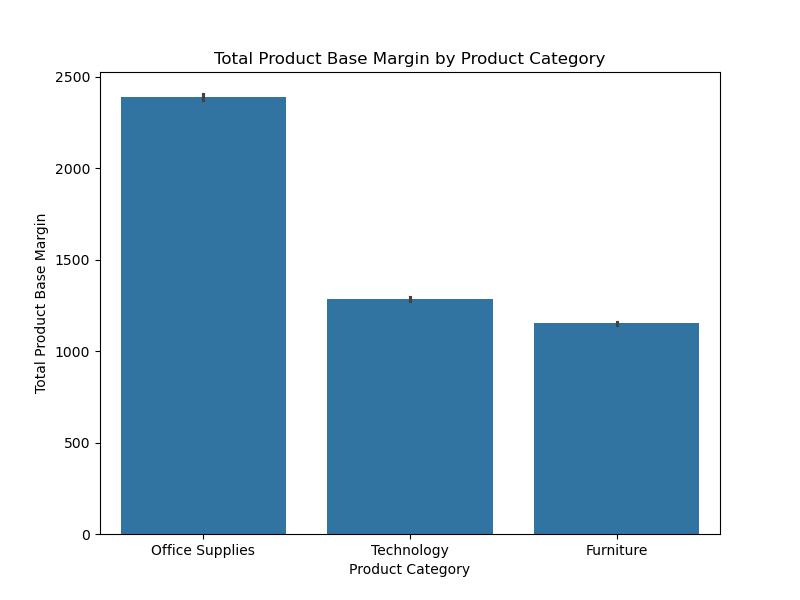 Total Product Base Margin by Product Category
Total Product Base Margin
2500
2000
1500
1000
500
0
Office Supplies
Technology
Furniture
Product Category